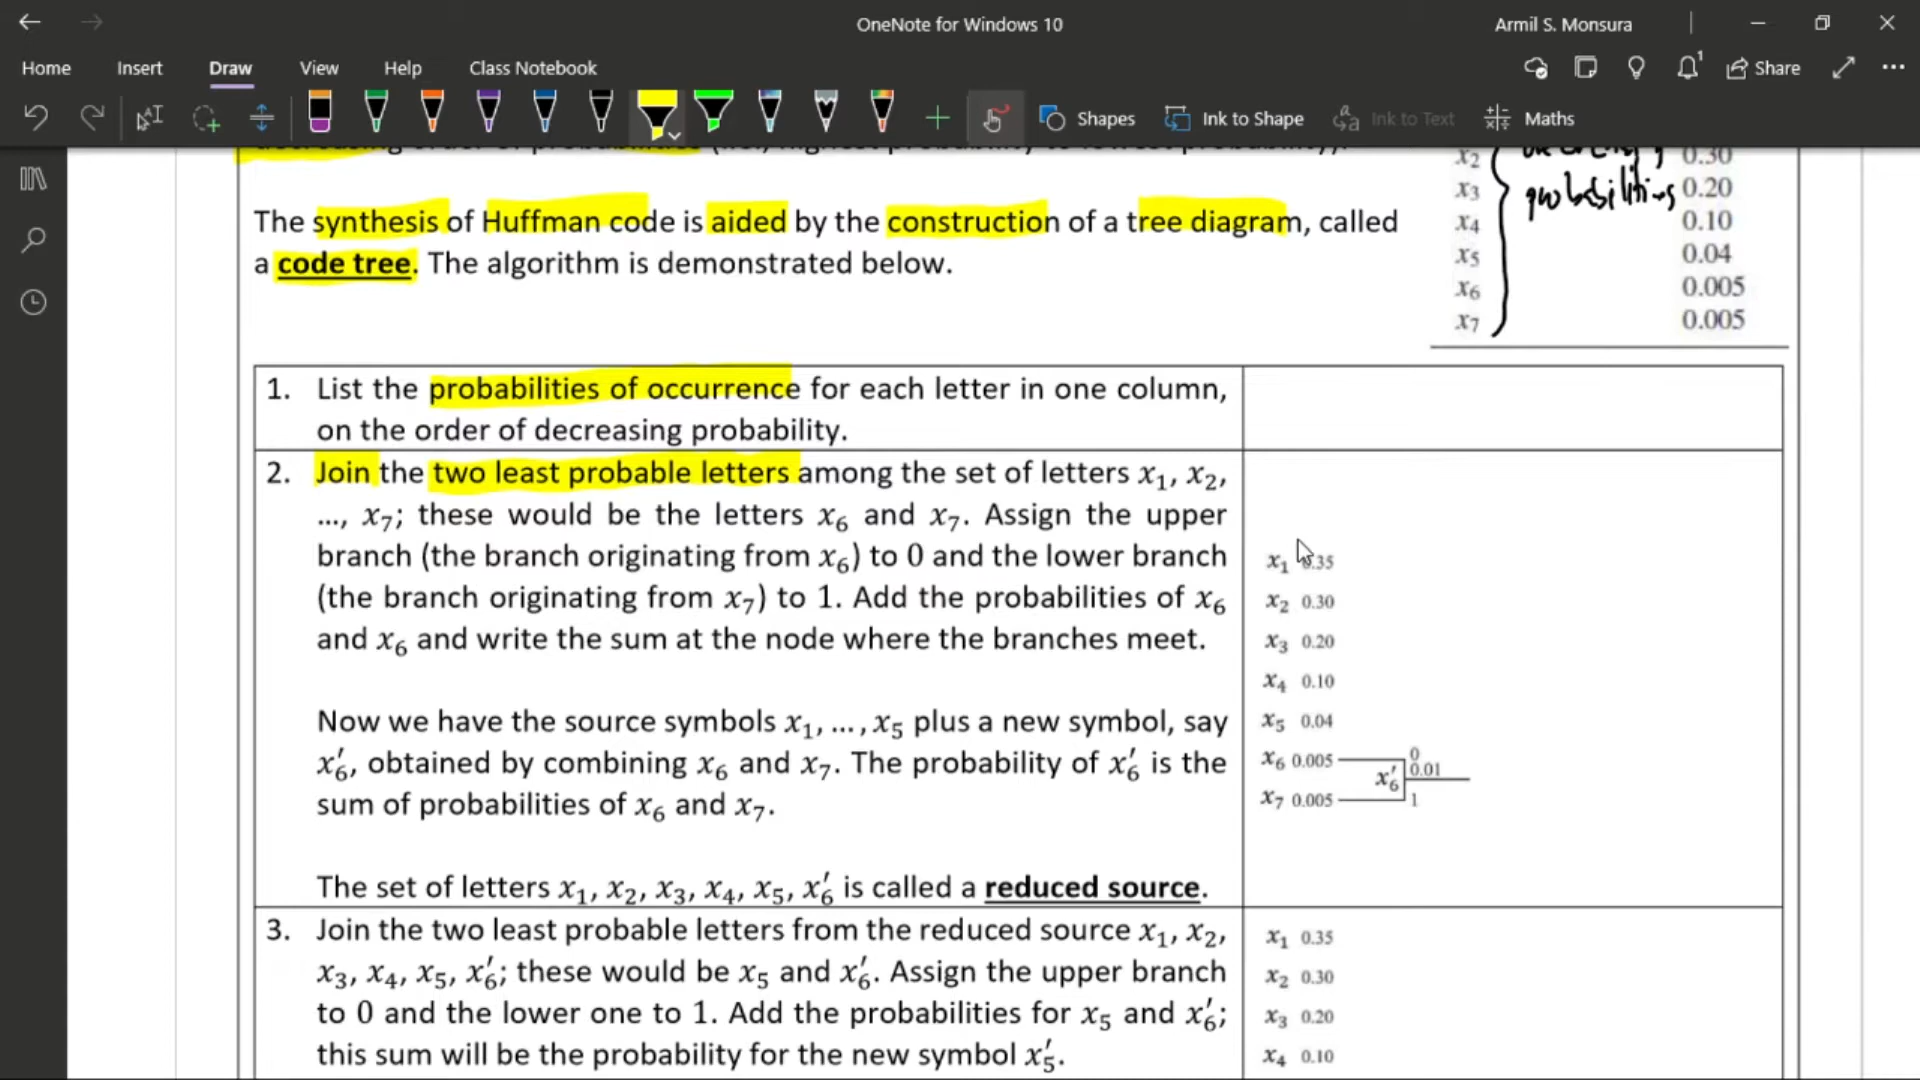 OneNote for Windows 10
Armil S. Monsura
Home Insert Draw View Help Class Notebook
1 Share
Shapes Ink to Shape Ink to Text Maths
The synthesis of Huffman code is aided by the construction of a tree diagram, called
a code tree. The algorithm is demonstrated below.
x2 0.30
x3 probabilities 0.20
x4 0.10
x5 0.04
x6 0.005
x7 0.005
1. List the probabilities of occurrence for each letter in one column,
on the order of decreasing probability.
2. Join the two least probable letters among the set of letters x₁, x₂,
..., x₇; these would be the letters x₆ and x₇. Assign the upper
branch (the branch originating from x₆) to 0 and the lower branch
(the branch originating from x₇) to 1. Add the probabilities of x₆
and x₆ and write the sum at the node where the branches meet.
Now we have the source symbols x₁, ... , x₅ plus a new symbol, say
x₆′, obtained by combining x₆ and x₇. The probability of x₆′ is the
sum of probabilities of x₆ and x₇.
The set of letters x₁, x₂, x₃, x₄, x₅, x₆′ is called a reduced source.
x₁ 0.35
x₂ 0.30
x₃ 0.20
x₄ 0.10
x₅ 0.04
x₆ 0.005 0
x₆′ 0.01
x₇ 0.005 1
3. Join the two least probable letters from the reduced source x₁, x₂,
x₃, x₄, x₅, x₆′; these would be x₅ and x₆′. Assign the upper branch
to 0 and the lower one to 1. Add the probabilities for x₅ and x₆′;
this sum will be the probability for the new symbol x₅′.
x₁ 0.35
x₂ 0.30
x₃ 0.20
x₄ 0.10